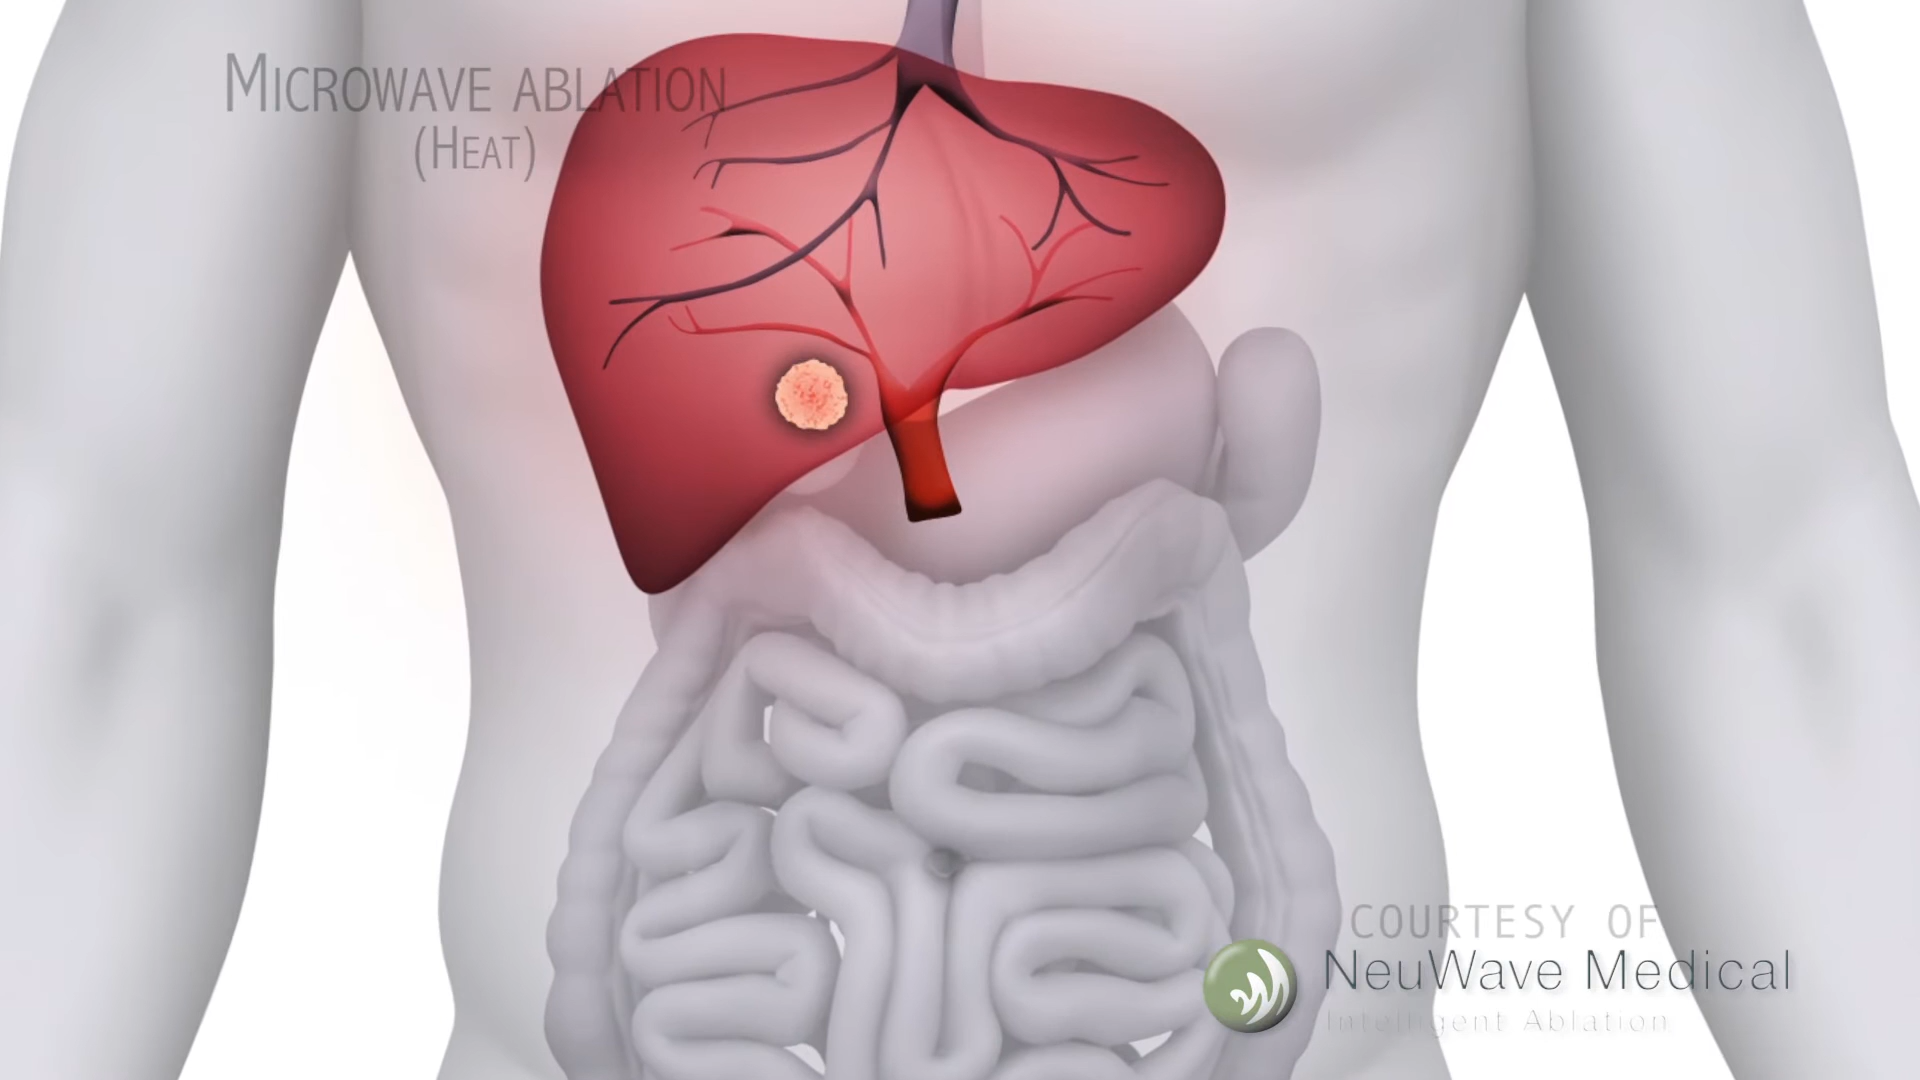 MICROWAVE ABLATION
(HEAT)
COURTESY OF
NeuWave Medical
Intelligent Ablation